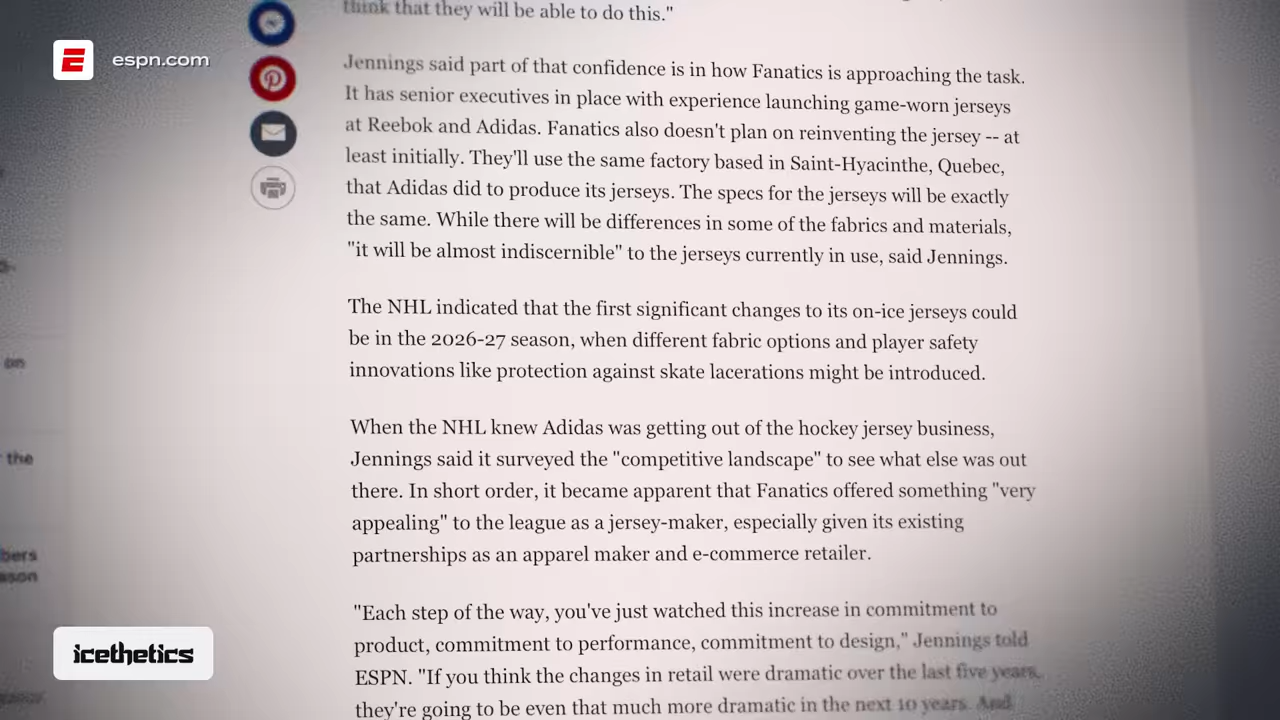 think that they will be able to do this."
espn.com
Jennings said part of that confidence is in how Fanatics is approaching the task.
It has senior executives in place with experience launching game-worn jerseys
at Reebok and Adidas. Fanatics also doesn't plan on reinventing the jersey -- at
least initially. They'll use the same factory based in Saint-Hyacinthe, Quebec,
that Adidas did to produce its jerseys. The specs for the jerseys will be exactly
the same. While there will be differences in some of the fabrics and materials,
"it will be almost indiscernible" to the jerseys currently in use, said Jennings.
The NHL indicated that the first significant changes to its on-ice jerseys could
be in the 2026-27 season, when different fabric options and player safety
innovations like protection against skate lacerations might be introduced.
on
When the NHL knew Adidas was getting out of the hockey jersey business,
Jennings said it surveyed the "competitive landscape" to see what else was out
the
there. In short order, it became apparent that Fanatics offered something "very
appealing" to the league as a jersey-maker, especially given its existing
partnerships as an apparel maker and e-commerce retailer.
bers
ason
"Each step of the way, you've just watched this increase in commitment to
product, commitment to performance, commitment to design," Jennings told
ESPN. "If you think the changes in retail were dramatic over the last five years,
they're going to be even that much more dramatic in the next 10 years. And
icethetics